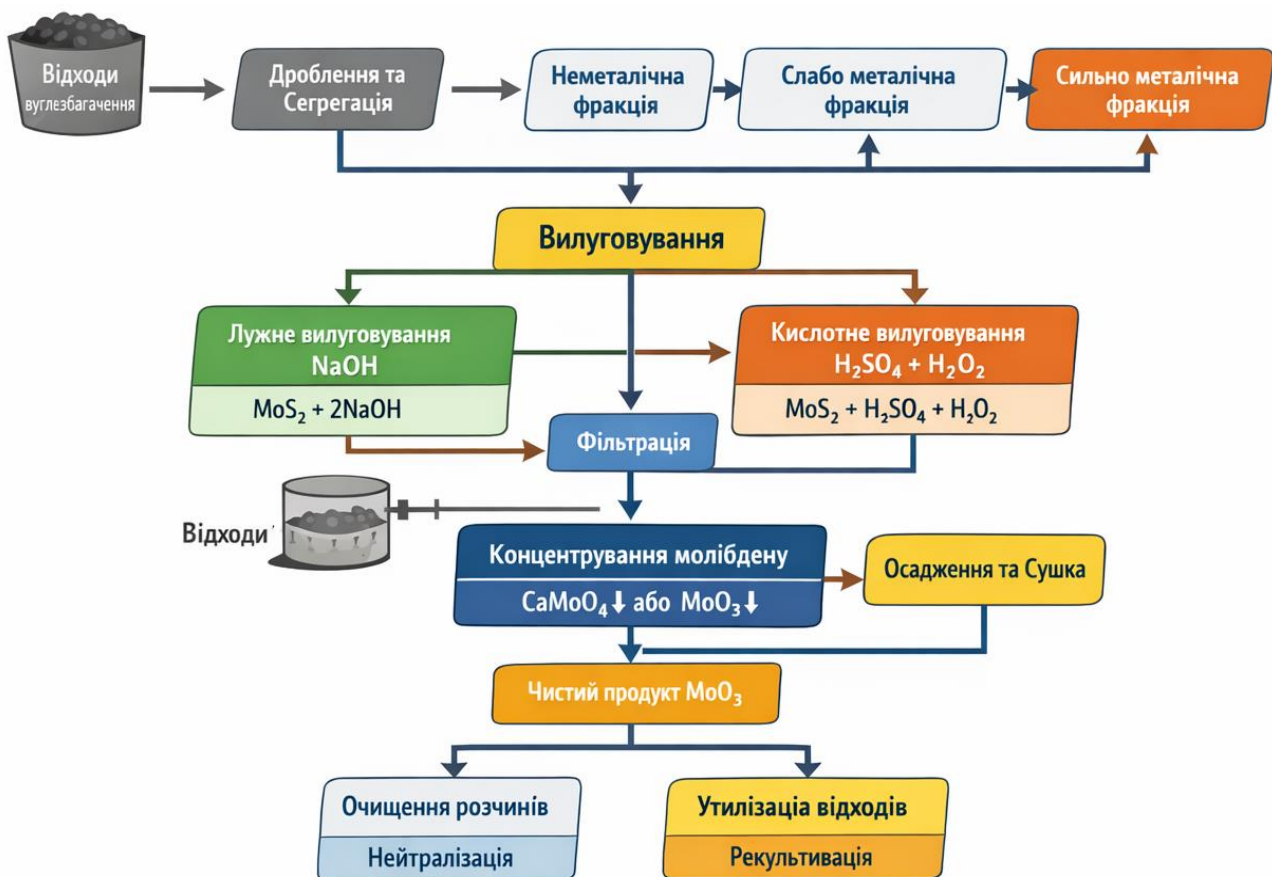 Відходи
вуглезбагачення
Дроблення та
Сегрегація
Неметалічна
фракція
Слабо металічна
фракція
Сильно металічна
фракція
Вилуговування
Лужне вилуговування
NaOH
MoS₂ + 2NaOH
Кислотне вилуговування
H₂SO₄ + H₂O₂
MoS₂ + H₂SO₄ + H₂O₂
Фільтрація
Відходи
Концентрування молібдену
CaMoO₄⬇ або MoO₃⬇
Осадження та Сушка
Чистий продукт MoO₃
Очищення розчинів
Нейтралізація
Утилізаціа відходів
Рекультивація